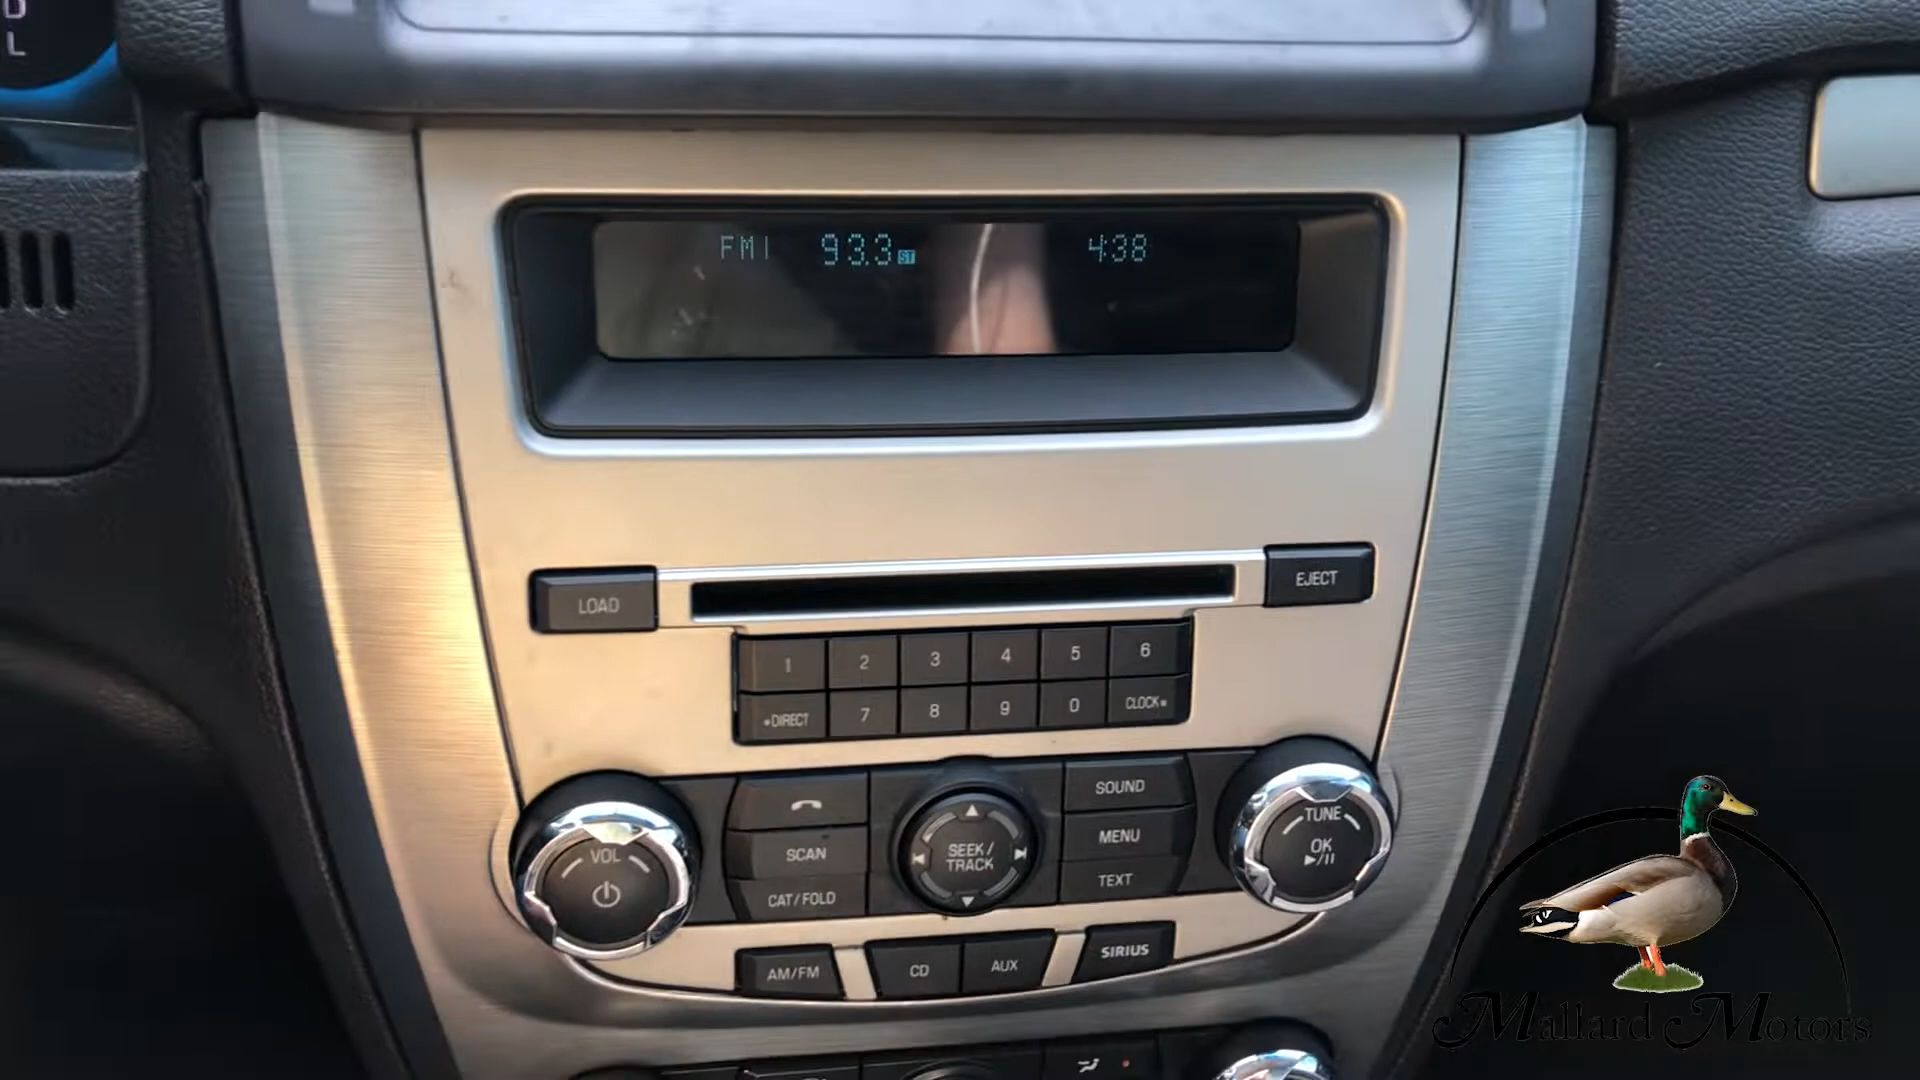 D
L
FM1 93.3 ST 4:38
LOAD
EJECT
1 2 3 4 5 6
*DIRECT 7 8 9 0 CLOCK
VOL
SCAN
CAT/FOLD
SEEK/
TRACK
SOUND
MENU
TEXT
TUNE
OK
AM/FM CD AUX SIRIUS
Mallard Motors